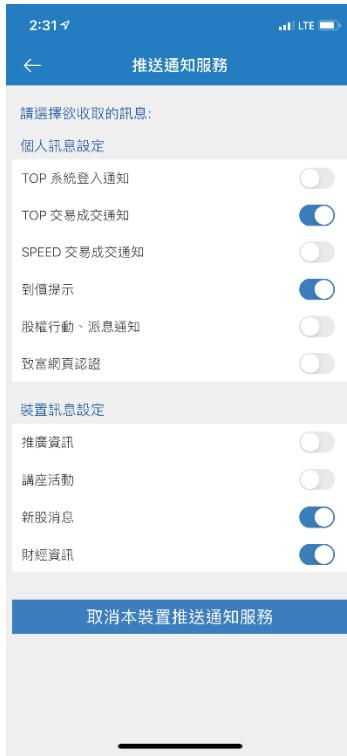 2:31 LTE
推送通知服務
請選擇欲收取的訊息:
個人訊息設定
TOP 系統登入通知
TOP 交易成交通知
SPEED 交易成交通知
到價提示
股權行動、派息通知
致富網頁認證
裝置訊息設定
推廣資訊
講座活動
新股消息
財經資訊
取消本裝置推送通知服務